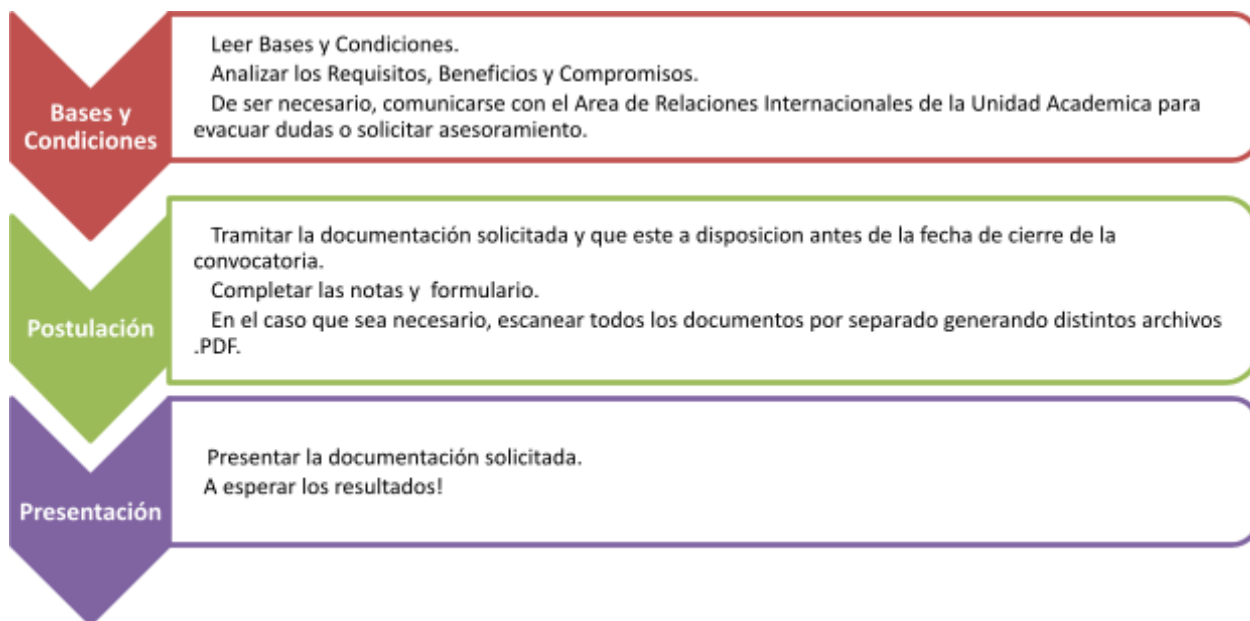 Bases y
Condiciones
Leer Bases y Condiciones.
Analizar los Requisitos, Beneficios y Compromisos.
De ser necesario, comunicarse con el Area de Relaciones Internacionales de la Unidad Academica para
evacuar dudas o solicitar asesoramiento.
Postulación
Tramitar la documentación solicitada y que este a disposicion antes de la fecha de cierre de la
convocatoria.
Completar las notas y formulario.
En el caso que sea necesario, escanear todos los documentos por separado generando distintos archivos
.PDF.
Presentación
Presentar la documentación solicitada.
A esperar los resultados!